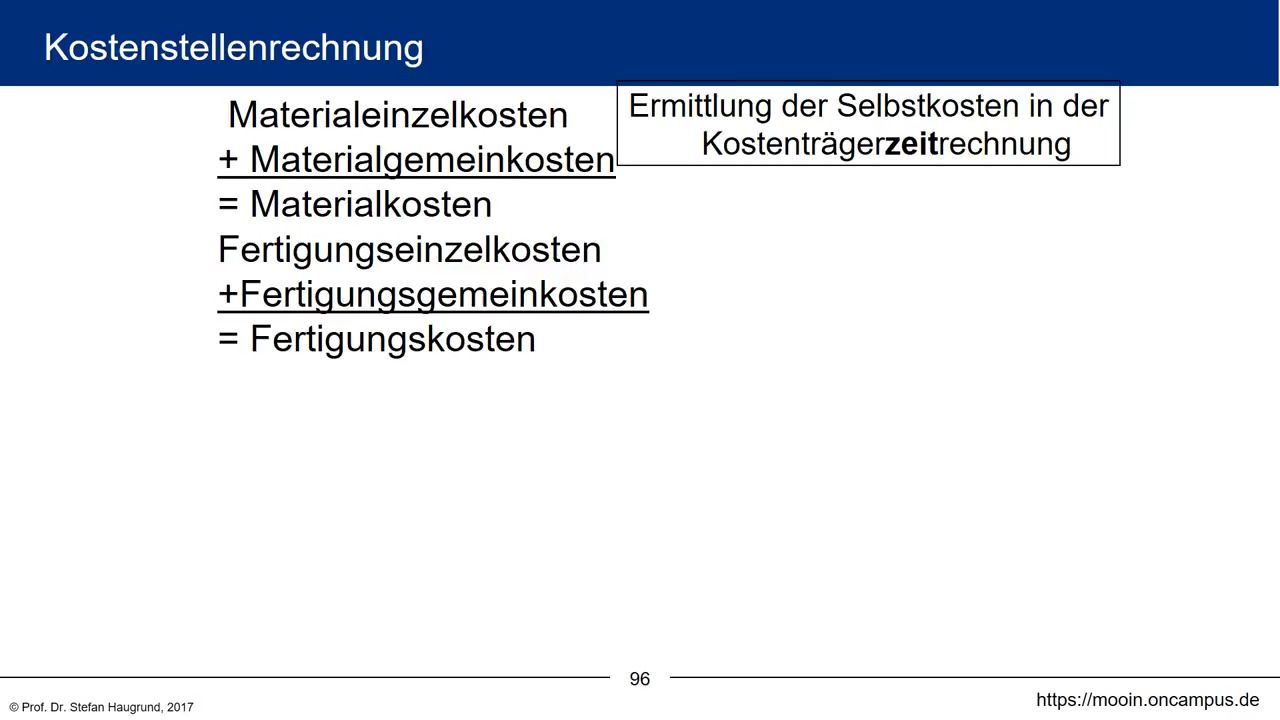 Kostenstellenrechnung
Ermittlung der Selbstkosten in der
Kostenträgerzeitrechnung
Materialeinzelkosten
+ Materialgemeinkosten
= Materialkosten
Fertigungseinzelkosten
+Fertigungsgemeinkosten
= Fertigungskosten
96
© Prof. Dr. Stefan Haugrund, 2017
https://mooin.oncampus.de